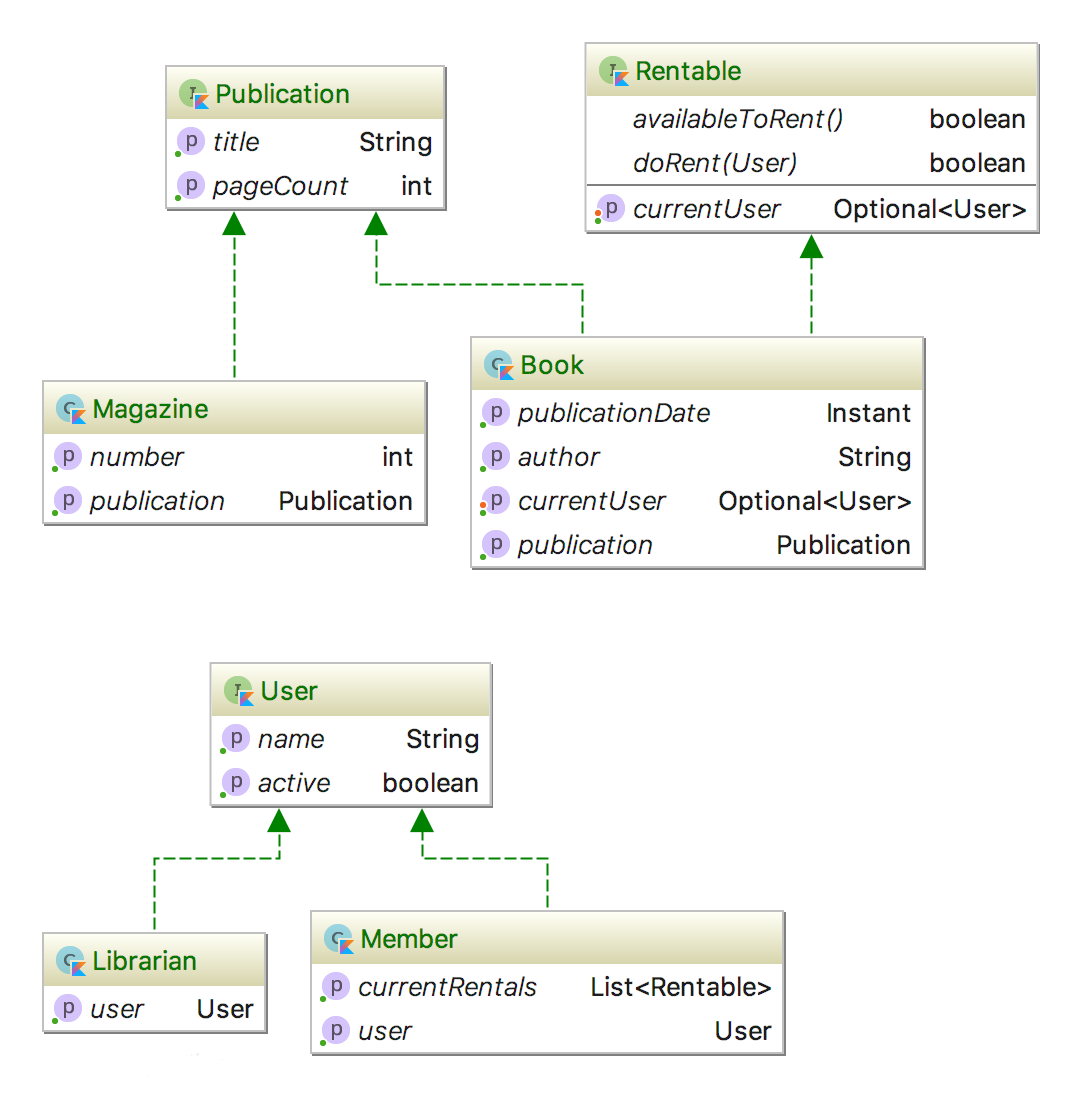 Publication
title String
pageCount int
Rentable
availableToRent() boolean
doRent(User) boolean
currentUser Optional<User>
Magazine
number int
publication Publication
Book
publicationDate Instant
author String
currentUser Optional<User>
publication Publication
User
name String
active boolean
Librarian
user User
Member
currentRentals List<Rentable>
user User